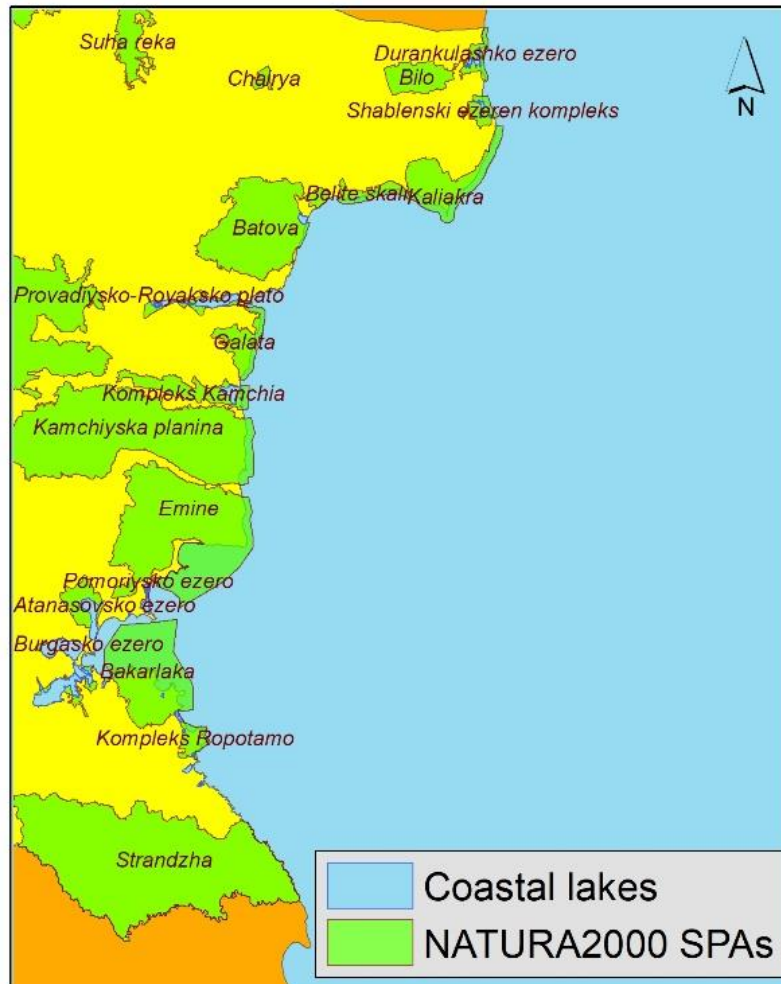 Suha reka
Durankulashko ezero
Chairya
Bilo
Shablenski ezeren kompleks
N
Belite skali
Kaliakra
Batova
Provadiysko-Royaksko plato
Galata
Kompleks Kamchia
Kamchiyska planina
Emine
Pomoriysko ezero
Atanasovsko ezero
Burgasko ezero
Bakarlaka
Kompleks Ropotamo
Strandzha
Coastal lakes
NATURA2000 SPAs